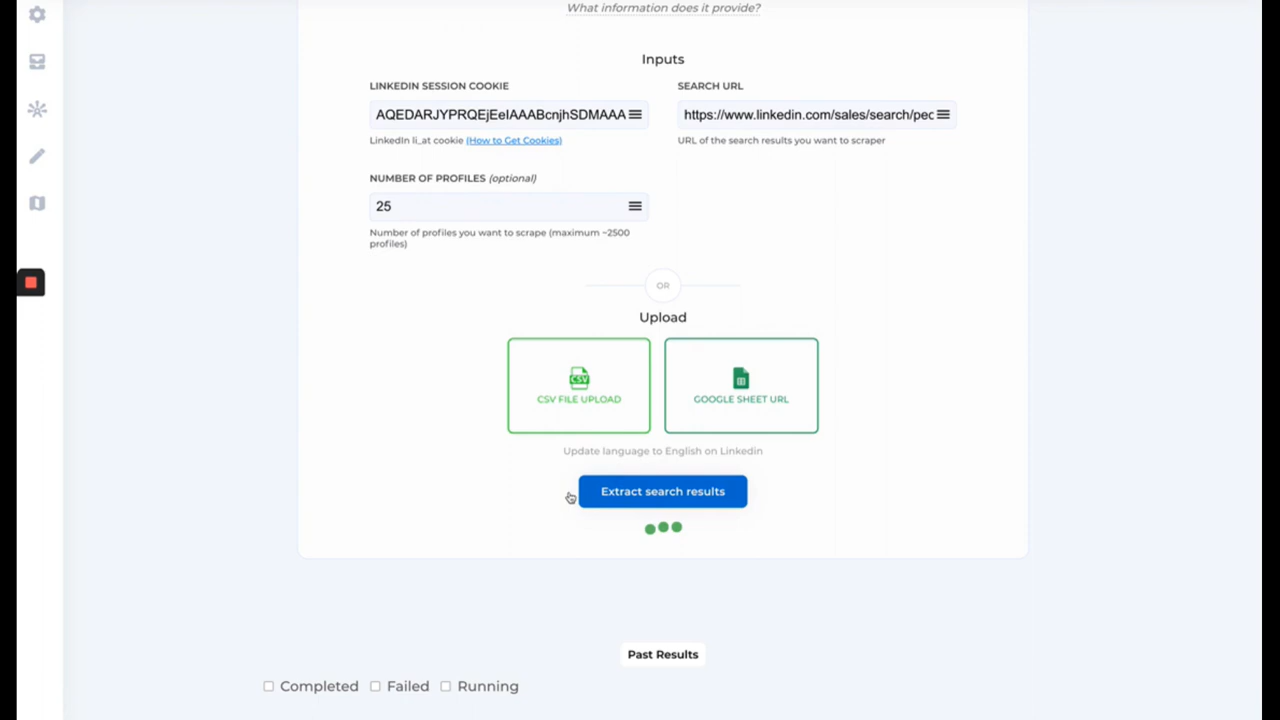 What information does it provide?
Inputs
LINKEDIN SESSION COOKIE
SEARCH URL
AQEDARJYPRQEjEeIAAABcnjhSDMAAA
https://www.linkedin.com/sales/search/pec
LinkedIn li_at cookie (How to Get Cookies)
URL of the search results you want to scraper
NUMBER OF PROFILES (optional)
25
Number of profiles you want to scrape (maximum ~2500
profiles)
OR
Upload
CSV
CSV FILE UPLOAD
GOOGLE SHEET URL
Update language to English on Linkedin
Extract search results
Past Results
Completed
Failed
Running